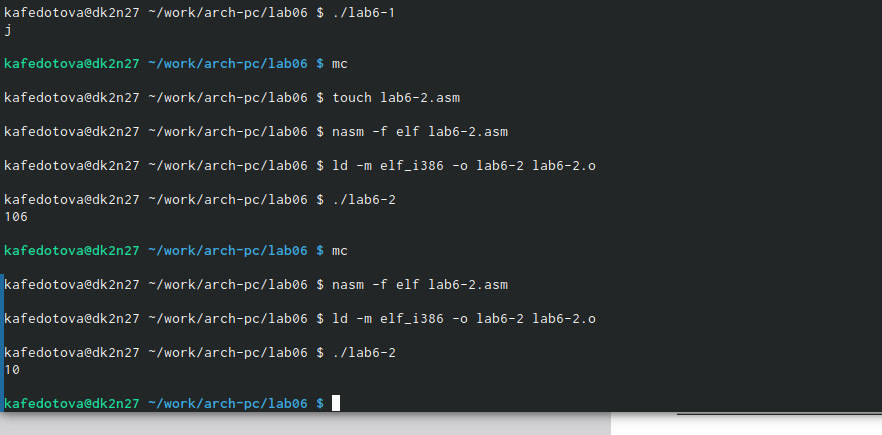 kafedotova@dk2n27 ~/work/arch-pc/lab06 $ ./lab6-1
j
kafedotova@dk2n27 ~/work/arch-pc/lab06 $ mc
kafedotova@dk2n27 ~/work/arch-pc/lab06 $ touch lab6-2.asm
kafedotova@dk2n27 ~/work/arch-pc/lab06 $ nasm -f elf lab6-2.asm
kafedotova@dk2n27 ~/work/arch-pc/lab06 $ ld -m elf_i386 -o lab6-2 lab6-2.o
kafedotova@dk2n27 ~/work/arch-pc/lab06 $ ./lab6-2
106
kafedotova@dk2n27 ~/work/arch-pc/lab06 $ mc
kafedotova@dk2n27 ~/work/arch-pc/lab06 $ nasm -f elf lab6-2.asm
kafedotova@dk2n27 ~/work/arch-pc/lab06 $ ld -m elf_i386 -o lab6-2 lab6-2.o
kafedotova@dk2n27 ~/work/arch-pc/lab06 $ ./lab6-2
10
kafedotova@dk2n27 ~/work/arch-pc/lab06 $